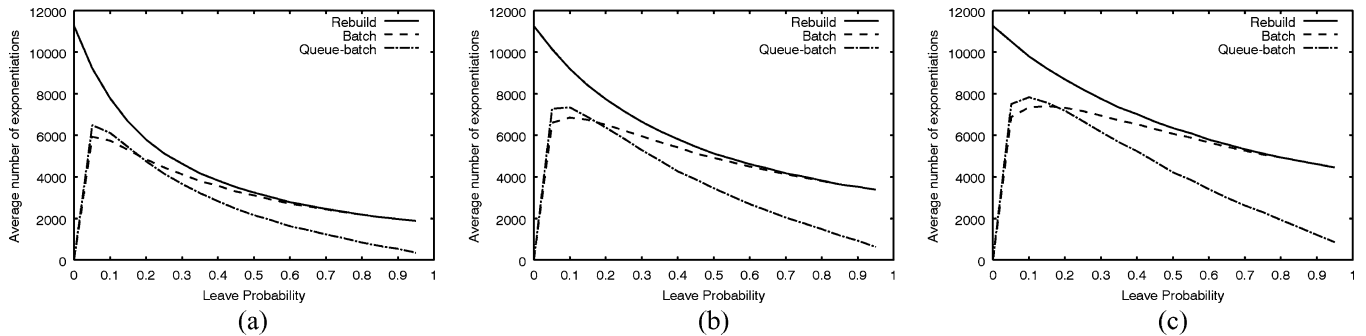 Average number of exponentiations
12000
10000
8000
6000
4000
2000
0
Rebuild
Batch
Queue-batch
0 0.1 0.2 0.3 0.4 0.5 0.6 0.7 0.8 0.9 1
Leave Probability
(a)
Average number of exponentiations
12000
10000
8000
6000
4000
2000
0
Rebuild
Batch
Queue-batch
0 0.1 0.2 0.3 0.4 0.5 0.6 0.7 0.8 0.9 1
Leave Probability
(b)
Average number of exponentiations
12000
10000
8000
6000
4000
2000
0
Rebuild
Batch
Queue-batch
0 0.1 0.2 0.3 0.4 0.5 0.6 0.7 0.8 0.9 1
Leave Probability
(c)